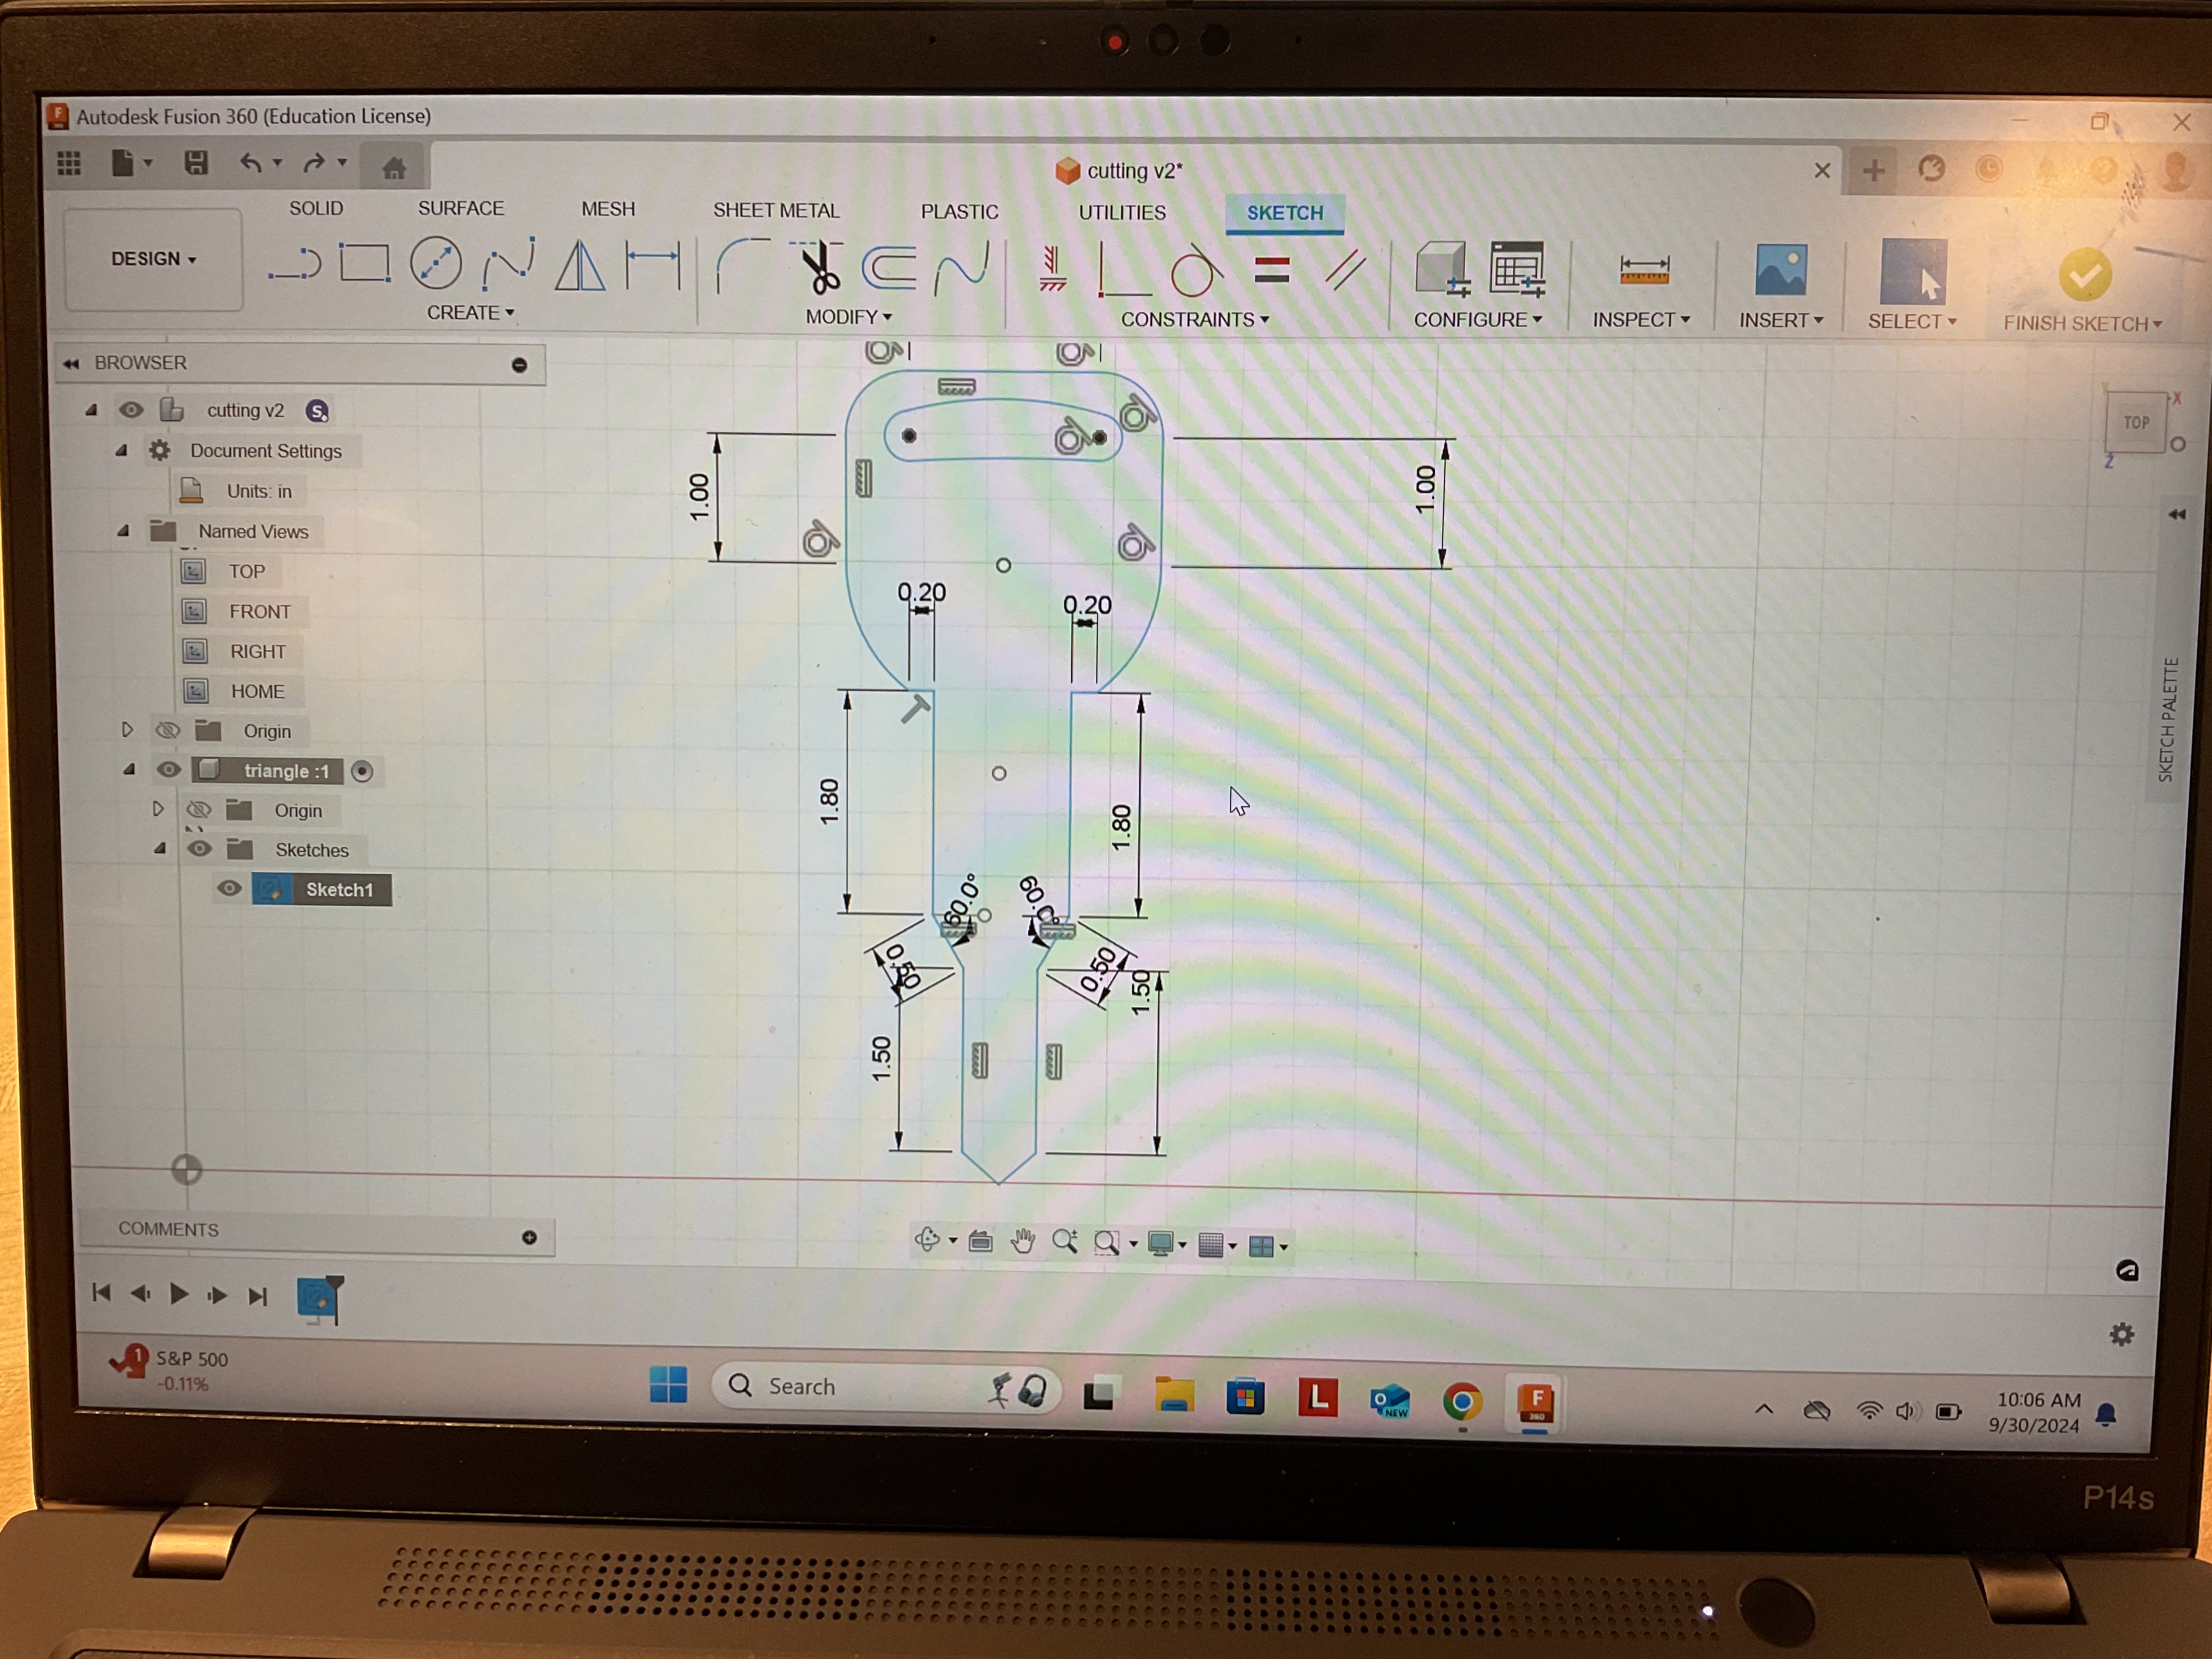 Autodesk Fusion 360 (Education License)
cutting v2*
SOLID SURFACE MESH SHEET METAL PLASTIC UTILITIES SKETCH
DESIGN
CREATE MODIFY CONSTRAINTS CONFIGURE INSPECT INSERT SELECT FINISH SKETCH
BROWSER
cutting v2 S
Document Settings
Units: in
Named Views
TOP
FRONT
RIGHT
HOME
Origin
triangle :1
Origin
Sketches
Sketch1
1.00
1.00
0.20
0.20
1.80
1.80
60.0°
60.0°
0.50
0.50
1.50
1.50
X
TOP
Z
SKETCH PALETTE
COMMENTS
1 S&P 500
-0.11%
Search
L
O
NEW
F
360
10:06 AM
9/30/2024
P14s